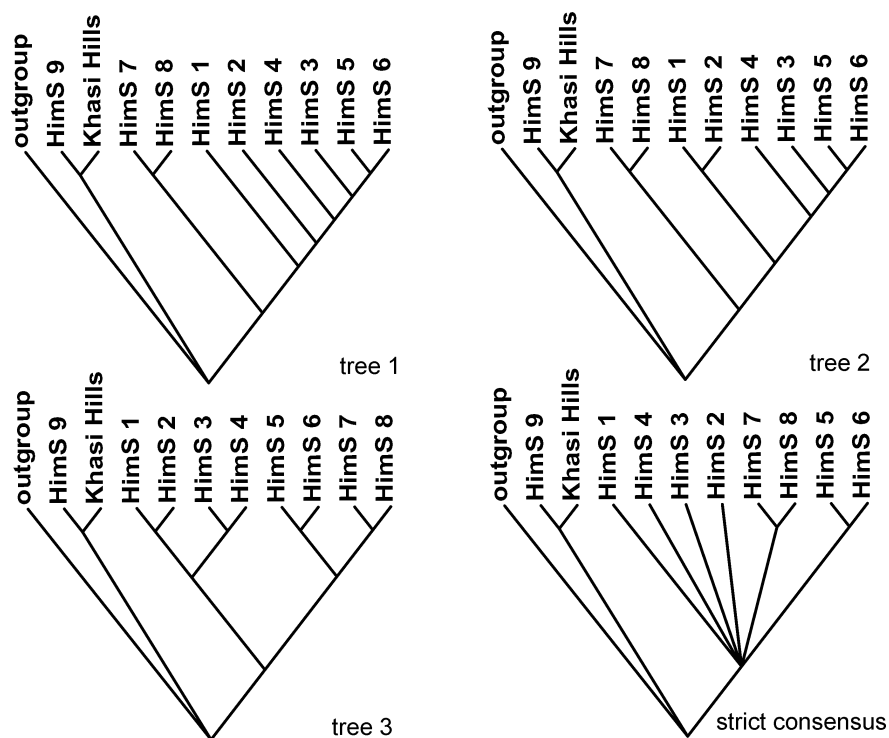 outgroup
HimS 9
Khasi Hills
HimS 7
HimS 8
HimS 1
HimS 2
HimS 4
HimS 3
HimS 5
HimS 6
tree 1
outgroup
HimS 9
Khasi Hills
HimS 7
HimS 8
HimS 1
HimS 2
HimS 4
HimS 3
HimS 5
HimS 6
tree 2
outgroup
HimS 9
Khasi Hills
HimS 1
HimS 2
HimS 3
HimS 4
HimS 5
HimS 6
HimS 7
HimS 8
tree 3
outgroup
HimS 9
Khasi Hills
HimS 1
HimS 4
HimS 3
HimS 2
HimS 7
HimS 8
HimS 5
HimS 6
strict consensus